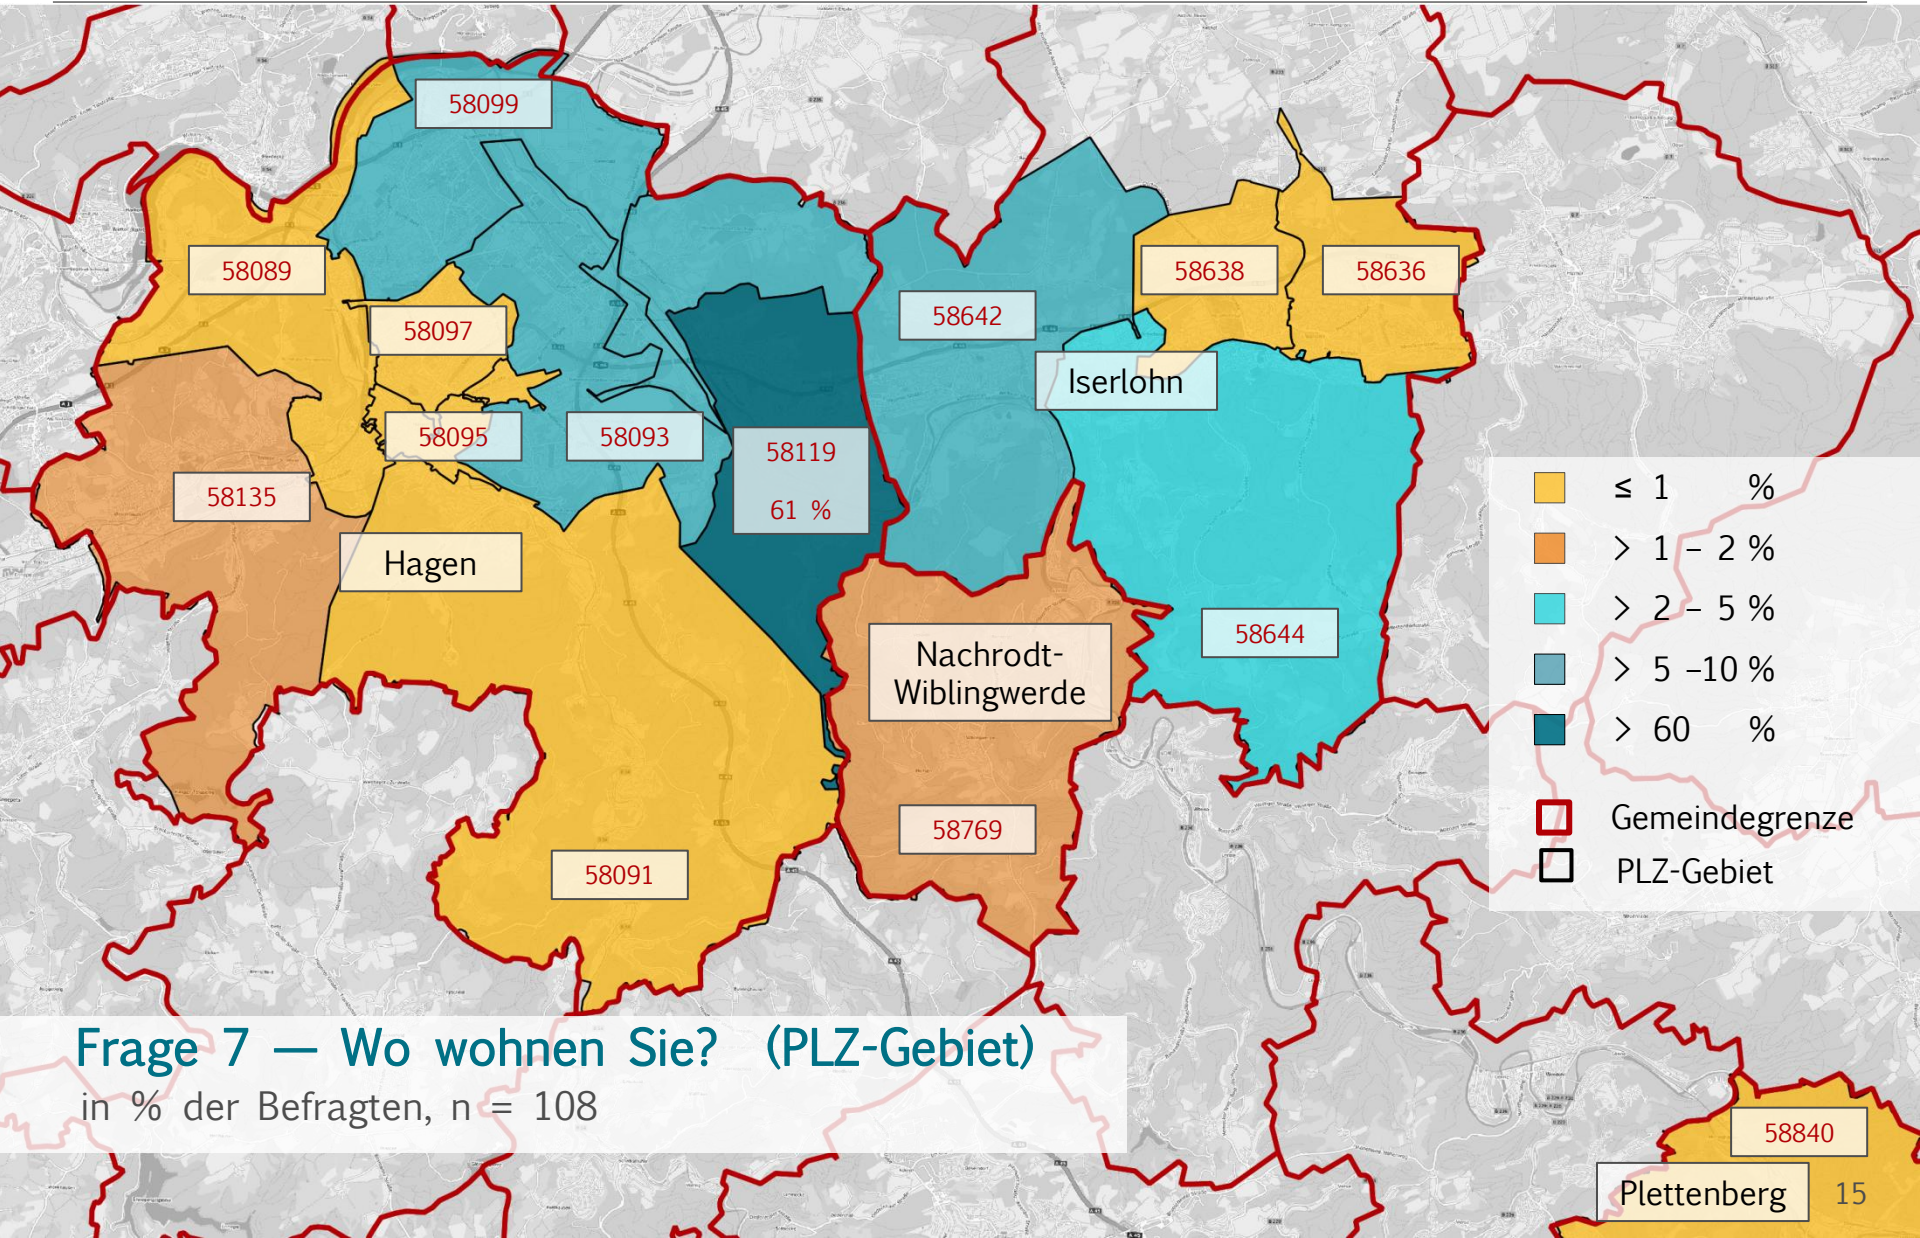 58099
58089
58638
58636
58642
58097
Iserlohn
58095
58093
58119
61 %
58135
Hagen
58644
Nachrodt-
Wiblingwerde
58769
58091
≤ 1 %
> 1 – 2 %
> 2 – 5 %
> 5 –10 %
> 60 %
Gemeindegrenze
PLZ-Gebiet
Frage 7 — Wo wohnen Sie? (PLZ-Gebiet)
in % der Befragten, n = 108
58840
Plettenberg
15